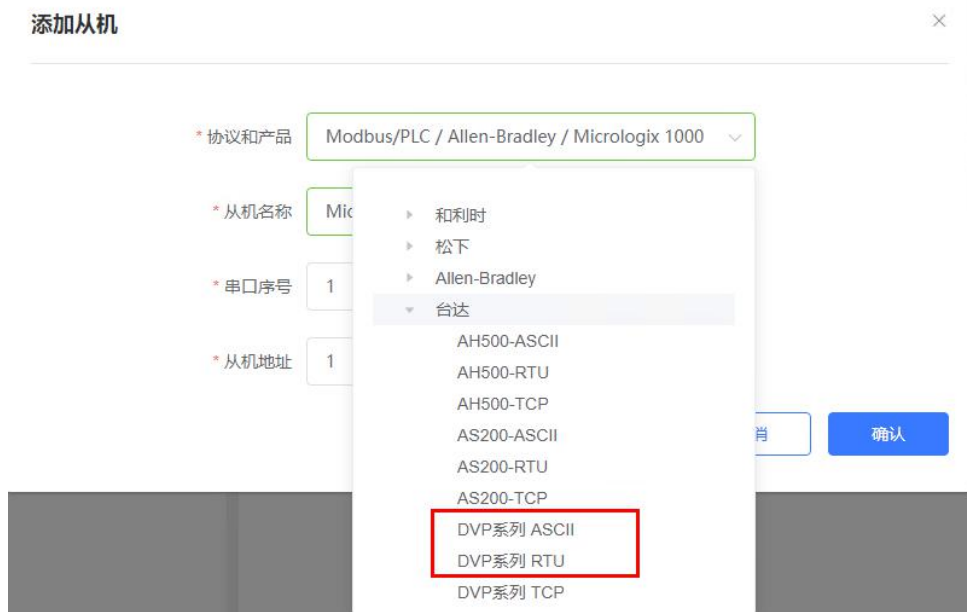 添加从机
* 协议和产品 Modbus/PLC / Allen-Bradley / Micrologix 1000
* 从机名称 Mic
和利时
* 串口序号 1
松下
Allen-Bradley
台达
* 从机地址 1
AH500-ASCII
AH500-RTU
AH500-TCP
AS200-ASCII
消 确认
AS200-RTU
AS200-TCP
DVP系列 ASCII
DVP系列 RTU
DVP系列 TCP